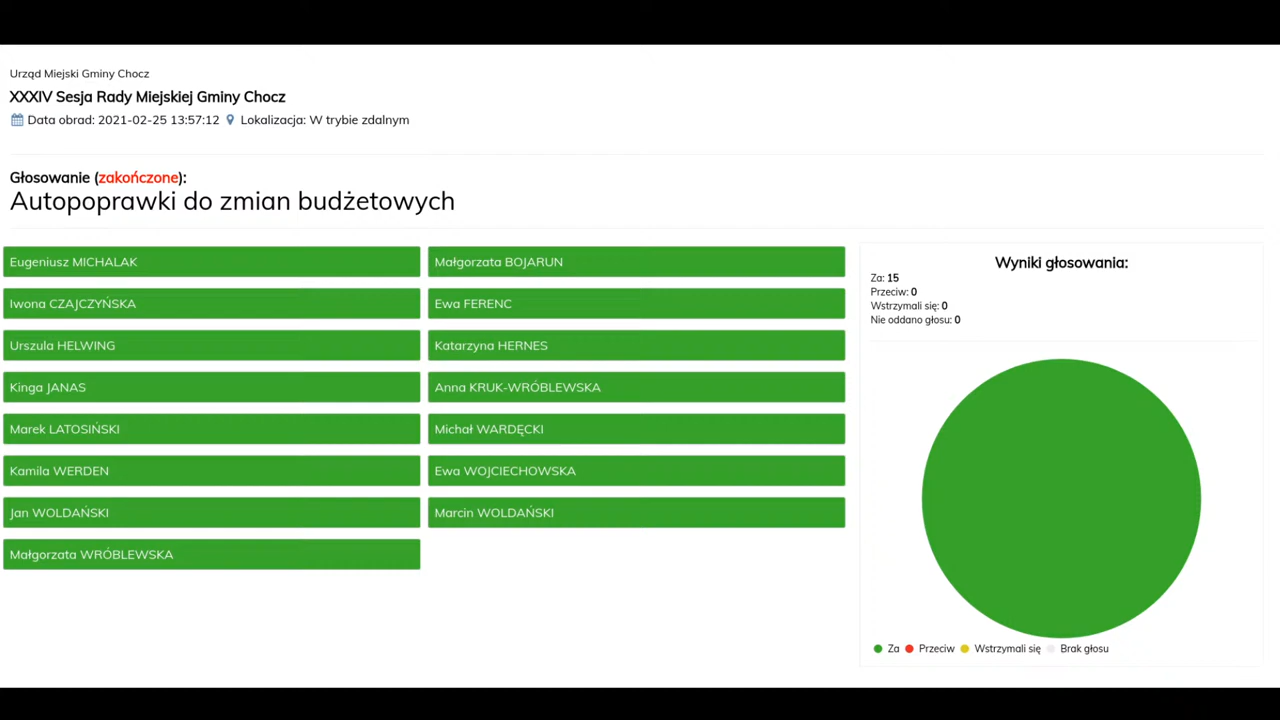 Urząd Miejski Gminy Chocz
XXXIV Sesja Rady Miejskiej Gminy Chocz
Data obrad: 2021-02-25 13:57:12 Lokalizacja: W trybie zdalnym
Głosowanie (zakończone):
Autopoprawki do zmian budżetowych
Eugeniusz MICHALAK
Małgorzata BOJARUN
Iwona CZAJCZYŃSKA
Ewa FERENC
Urszula HELWING
Katarzyna HERNES
Kinga JANAS
Anna KRUK-WRÓBLEWSKA
Marek LATOSIŃSKI
Michał WARDĘCKI
Kamila WERDEN
Ewa WOJCIECHOWSKA
Jan WOLDAŃSKI
Marcin WOLDAŃSKI
Małgorzata WRÓBLEWSKA
Wyniki głosowania:
Za: 15
Przeciw: 0
Wstrzymali się: 0
Nie oddano głosu: 0
Za Przeciw Wstrzymali się Brak głosu